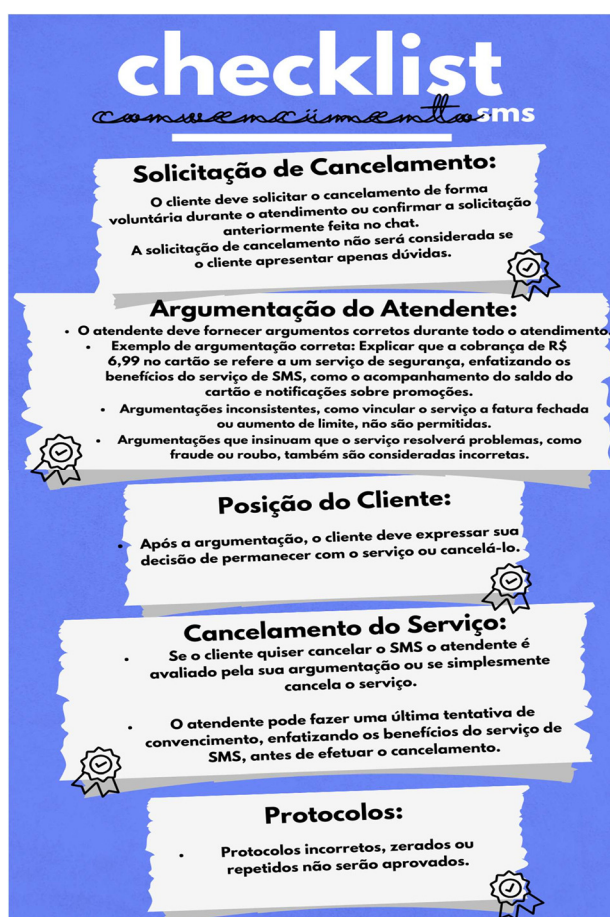 checklist
convencimento sms
Solicitação de Cancelamento:
O cliente deve solicitar o cancelamento de forma
voluntária durante o atendimento ou confirmar a solicitação
anteriormente feita no chat.
A solicitação de cancelamento não será considerada se
o cliente apresentar apenas dúvidas.
Argumentação do Atendente:
• O atendente deve fornecer argumentos corretos durante todo o atendimento.
• Exemplo de argumentação correta: Explicar que a cobrança de R$
6,99 no cartão se refere a um serviço de segurança, enfatizando os
benefícios do serviço de SMS, como o acompanhamento do saldo do
cartão e notificações sobre promoções.
• Argumentações inconsistentes, como vincular o serviço a fatura fechada
ou aumento de limite, não são permitidas.
• Argumentações que insinuam que o serviço resolverá problemas, como
fraude ou roubo, também são consideradas incorretas.
Posição do Cliente:
• Após a argumentação, o cliente deve expressar sua
decisão de permanecer com o serviço ou cancelá-lo.
Cancelamento do Serviço:
• Se o cliente quiser cancelar o SMS o atendente é
avaliado pela sua argumentação ou se simplesmente
cancela o serviço.
• O atendente pode fazer uma última tentativa de
convencimento, enfatizando os benefícios do serviço de
SMS, antes de efetuar o cancelamento.
Protocolos:
• Protocolos incorretos, zerados ou
repetidos não serão aprovados.